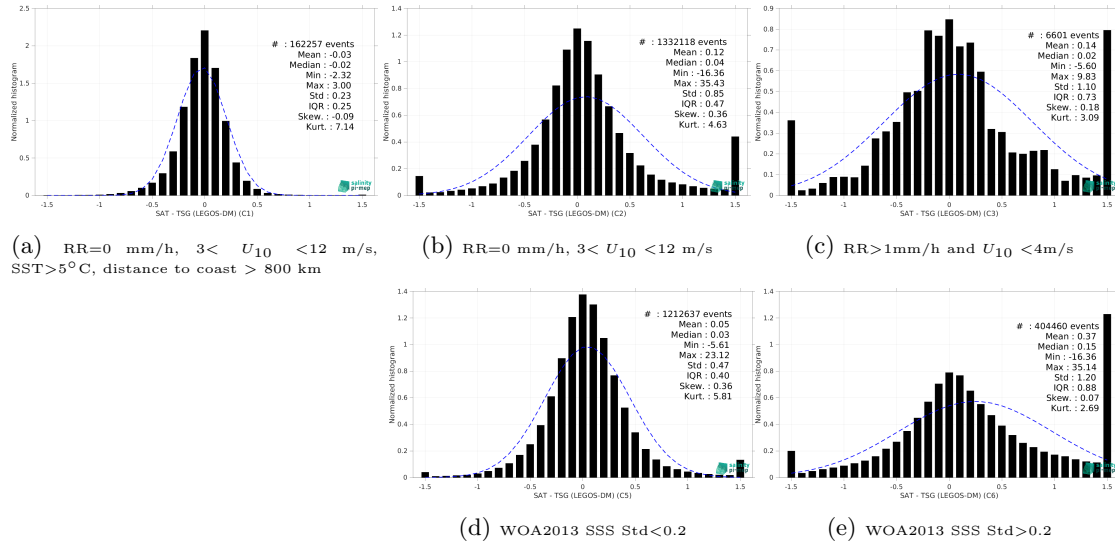 2.5
2
1.5
1
0.5
0
-1.5 -1 -0.5 0 0.5 1 1.5
Normalized histogram
# : 162257 events
Mean : -0.03
Median : -0.02
Min : -2.32
Max : 3.00
Std : 0.23
IQR : 0.25
Skew. : -0.09
Kurt. : 7.14
salinity
pi-mep
SAT - TSG (LEGOS-DM) (C1)
(a) RR=0 mm/h, 3< U10 <12 m/s,
SST>5°C, distance to coast > 800 km
1.4
1.2
1
0.8
0.6
0.4
0.2
0
-1.5 -1 -0.5 0 0.5 1 1.5
Normalized histogram
# : 1332118 events
Mean : 0.12
Median : 0.04
Min : -16.36
Max : 35.43
Std : 0.85
IQR : 0.47
Skew. : 0.36
Kurt. : 4.63
salinity
pi-mep
SAT - TSG (LEGOS-DM) (C2)
(b) RR=0 mm/h, 3< U10 <12 m/s
0.9
0.8
0.7
0.6
0.5
0.4
0.3
0.2
0.1
0
-1.5 -1 -0.5 0 0.5 1 1.5
Normalized histogram
# : 6601 events
Mean : 0.14
Median : 0.02
Min : -5.60
Max : 9.83
Std : 1.10
IQR : 0.73
Skew. : 0.18
Kurt. : 3.09
salinity
pi-mep
SAT - TSG (LEGOS-DM) (C3)
(c) RR>1mm/h and U10 <4m/s
1.4
1.2
1
0.8
0.6
0.4
0.2
0
-1.5 -1 -0.5 0 0.5 1 1.5
Normalized histogram
# : 1212637 events
Mean : 0.05
Median : 0.03
Min : -5.61
Max : 23.12
Std : 0.47
IQR : 0.40
Skew. : 0.36
Kurt. : 5.81
salinity
pi-mep
SAT - TSG (LEGOS-DM) (C5)
(d) WOA2013 SSS Std<0.2
1.4
1.2
1
0.8
0.6
0.4
0.2
0
-1.5 -1 -0.5 0 0.5 1 1.5
Normalized histogram
# : 404460 events
Mean : 0.37
Median : 0.15
Min : -16.36
Max : 35.14
Std : 1.20
IQR : 0.88
Skew. : 0.07
Kurt. : 2.69
salinity
pi-mep
SAT - TSG (LEGOS-DM) (C6)
(e) WOA2013 SSS Std>0.2